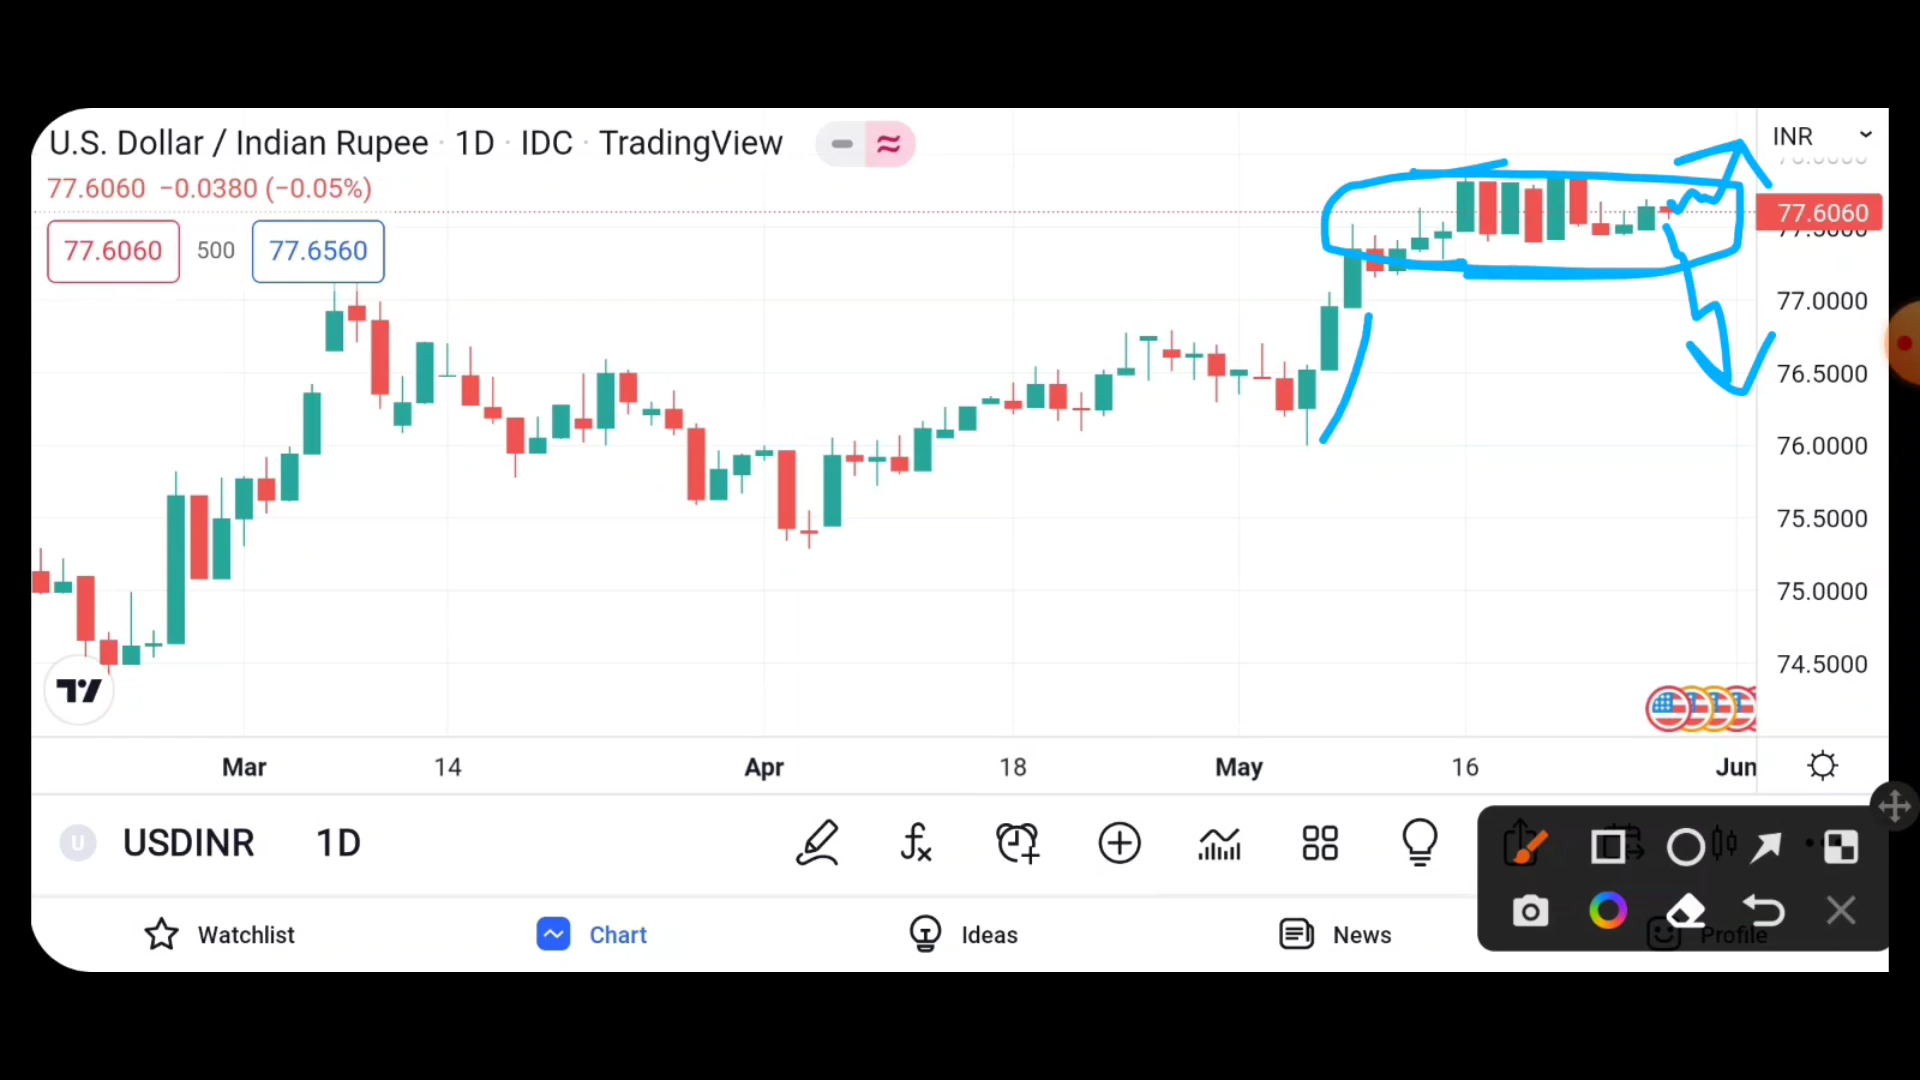 U.S. Dollar / Indian Rupee · 1D · IDC · TradingView
INR
77.6060 −0.0380 (−0.05%)
77.6060
500
77.6560
77.6060
77.0000
76.5000
76.0000
75.5000
75.0000
74.5000
Mar
14
Apr
18
May
16
Jun
U
USDINR
1D
Watchlist
Chart
Ideas
News
Profile